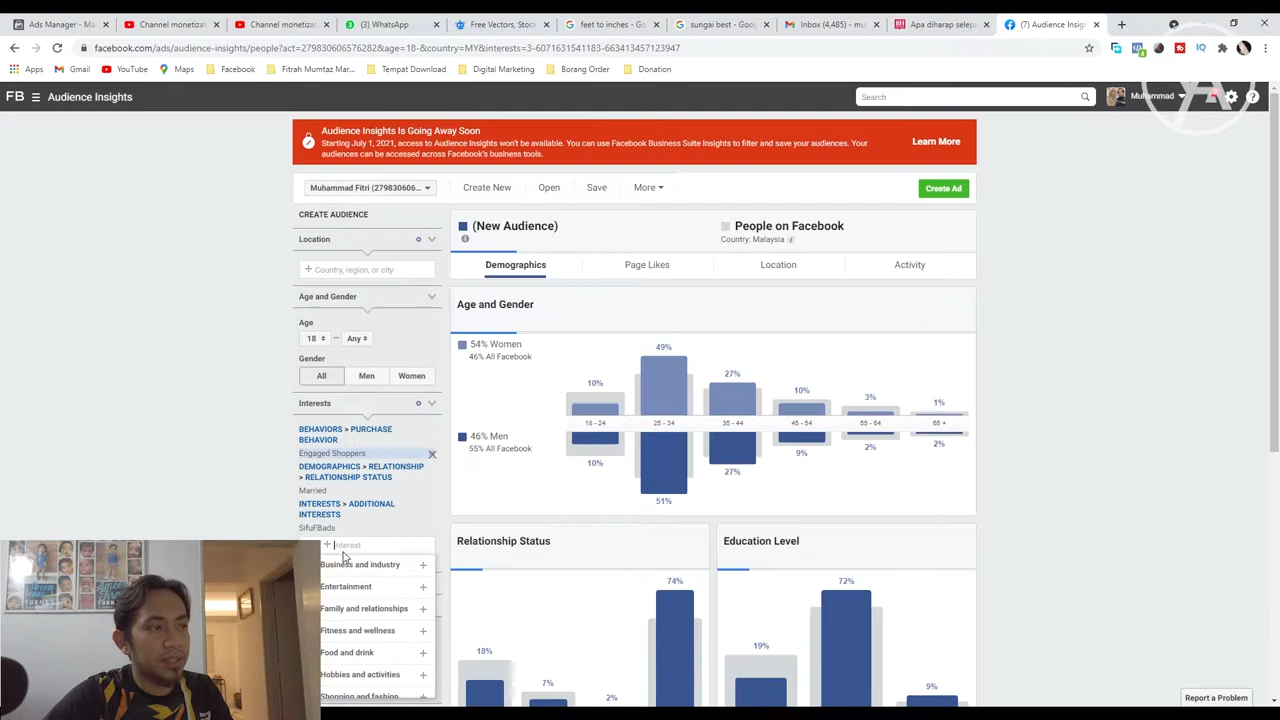 Ads Manager - Man
Channel monetizat
Channel monetizat
(3) WhatsApp
Free Vectors, Stock
feet to inches - Goo
sungai best - Goog
Inbox (4,485) - mu
Apa diharap selepa
(7) Audience Insigh
facebook.com/ads/audience-insights/people?act=279830606576282&age=18-&country=MY&interests=3-6071631541183-663413457123947
Apps
Gmail
YouTube
Maps
Facebook
Fitrah Mumtaz Mar...
Tempat Download
Digital Marketing
Borang Order
Donation
FB
Audience Insights
Search
Muhammad
Audience Insights Is Going Away Soon
Starting July 1, 2021, access to Audience Insights won't be available. You can use Facebook Business Suite Insights to filter and save your audiences. Your
audiences can be accessed across Facebook's business tools.
Learn More
Muhammad Fitri (279830606...
Create New
Open
Save
More
Create Ad
CREATE AUDIENCE
Location
+ Country, region, or city
Age and Gender
Age
18 – Any
Gender
All
Men
Women
Interests
BEHAVIORS > PURCHASE
BEHAVIOR
Engaged Shoppers
DEMOGRAPHICS > RELATIONSHIP
> RELATIONSHIP STATUS
Married
INTERESTS > ADDITIONAL
INTERESTS
SifuFBads
+ Interest
Business and industry +
Entertainment +
Family and relationships +
Fitness and wellness +
Food and drink +
Hobbies and activities +
Shopping and fashion
(New Audience)
People on Facebook
Country: Malaysia
Demographics
Page Likes
Location
Activity
Age and Gender
54% Women
46% All Facebook
10%
49%
27%
10%
3%
1%
18 - 24
25 - 34
35 - 44
45 - 54
55 - 64
65 +
46% Men
55% All Facebook
10%
51%
27%
9%
2%
2%
Relationship Status
18%
7%
2%
74%
Education Level
19%
72%
9%
Report a Problem